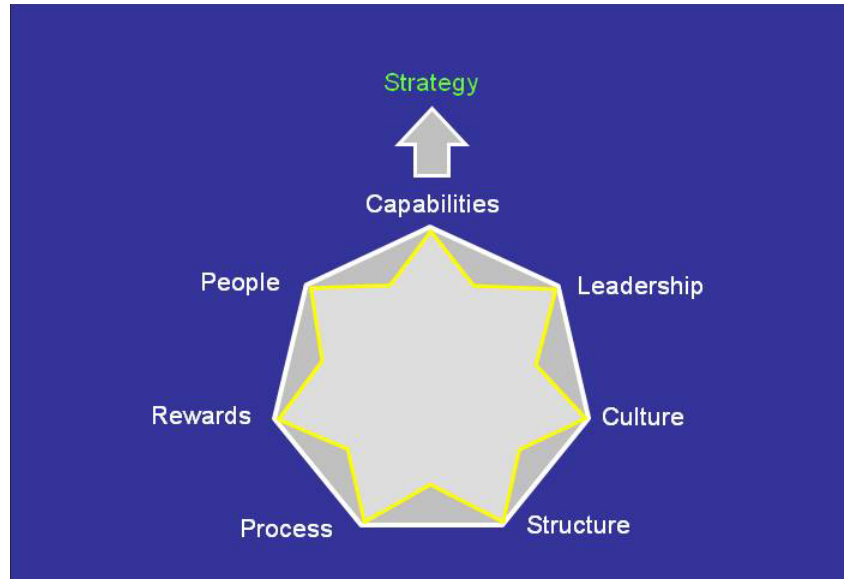 Strategy
Capabilities
People
Leadership
Rewards
Culture
Process
Structure